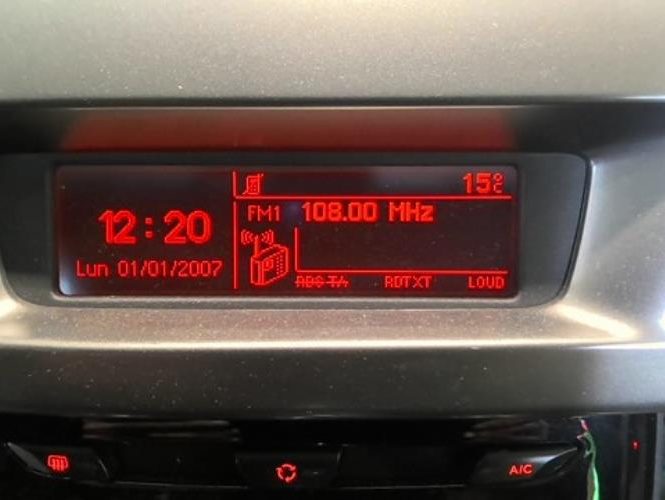 15°C
12:20
FM1 108.00 MHz
Lun 01/01/2007
RDS TA RDTXT LOUD
A/C